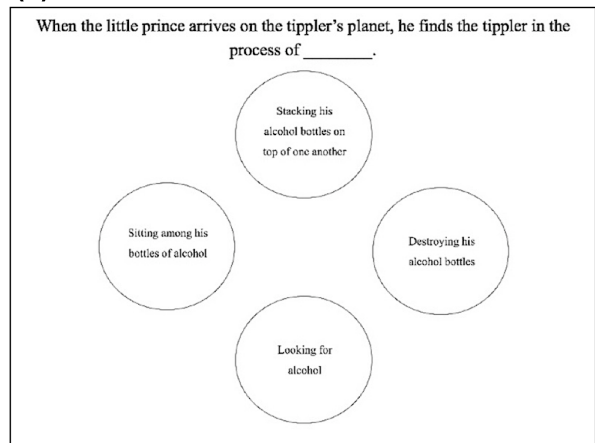 When the little prince arrives on the tippler’s planet, he finds the tippler in the
process of ________.
Stacking his
alcohol bottles on
top of one another
Sitting among his
bottles of alcohol
Destroying his
alcohol bottles
Looking for
alcohol